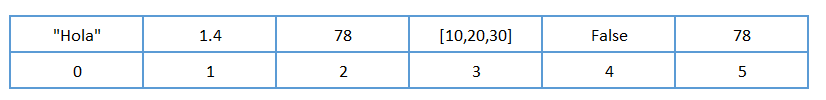 "Hola" 1.4 78 [10,20,30] False 78
0 1 2 3 4 5